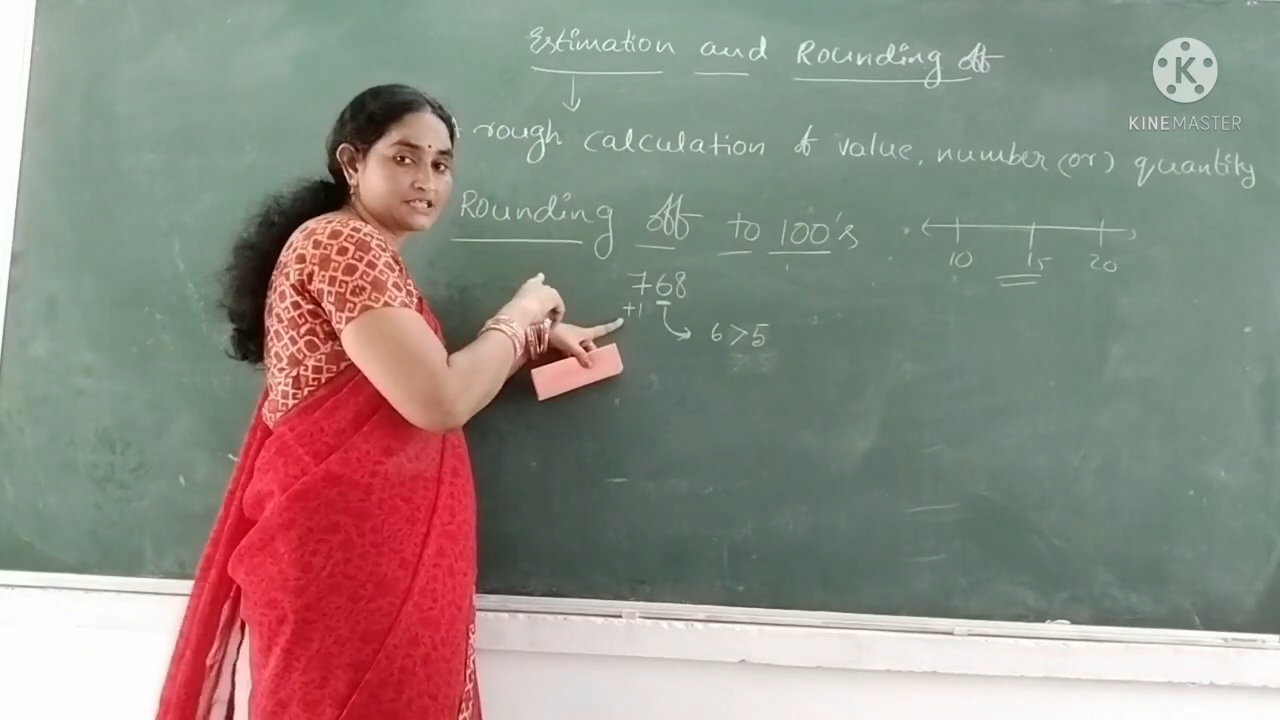 Estimation and Rounding off
rough calculation of value, number (or) quantity
Rounding off to 100's
10 15 20
768
+1
6>5
KINEMASTER